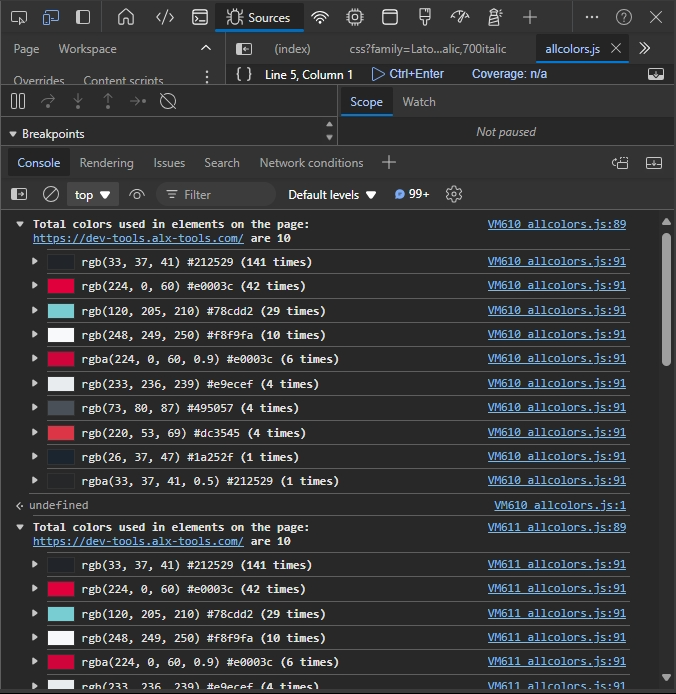 Sources
Page Workspace
(index) css?family=Lato…alic,700italic allcolors.js
Overrides Content scripts
{ } Line 5, Column 1 Ctrl+Enter Coverage: n/a
Scope Watch
Breakpoints
Not paused
Console Rendering Issues Search Network conditions
top Filter Default levels 99+
Total colors used in elements on the page: VM610 allcolors.js:89
https://dev-tools.alx-tools.com/ are 10
rgb(33, 37, 41) #212529 (141 times) VM610 allcolors.js:91
rgb(224, 0, 60) #e0003c (42 times) VM610 allcolors.js:91
rgb(120, 205, 210) #78cdd2 (29 times) VM610 allcolors.js:91
rgb(248, 249, 250) #f8f9fa (10 times) VM610 allcolors.js:91
rgba(224, 0, 60, 0.9) #e0003c (6 times) VM610 allcolors.js:91
rgb(233, 236, 239) #e9ecef (4 times) VM610 allcolors.js:91
rgb(73, 80, 87) #495057 (4 times) VM610 allcolors.js:91
rgb(220, 53, 69) #dc3545 (4 times) VM610 allcolors.js:91
rgb(26, 37, 47) #1a252f (1 times) VM610 allcolors.js:91
rgba(33, 37, 41, 0.5) #212529 (1 times) VM610 allcolors.js:91
undefined VM610 allcolors.js:1
Total colors used in elements on the page: VM611 allcolors.js:89
https://dev-tools.alx-tools.com/ are 10
rgb(33, 37, 41) #212529 (141 times) VM611 allcolors.js:91
rgb(224, 0, 60) #e0003c (42 times) VM611 allcolors.js:91
rgb(120, 205, 210) #78cdd2 (29 times) VM611 allcolors.js:91
rgb(248, 249, 250) #f8f9fa (10 times) VM611 allcolors.js:91
rgba(224, 0, 60, 0.9) #e0003c (6 times) VM611 allcolors.js:91
rgb(233, 236, 239) #e9ecef (4 times) VM611 allcolors.js:91